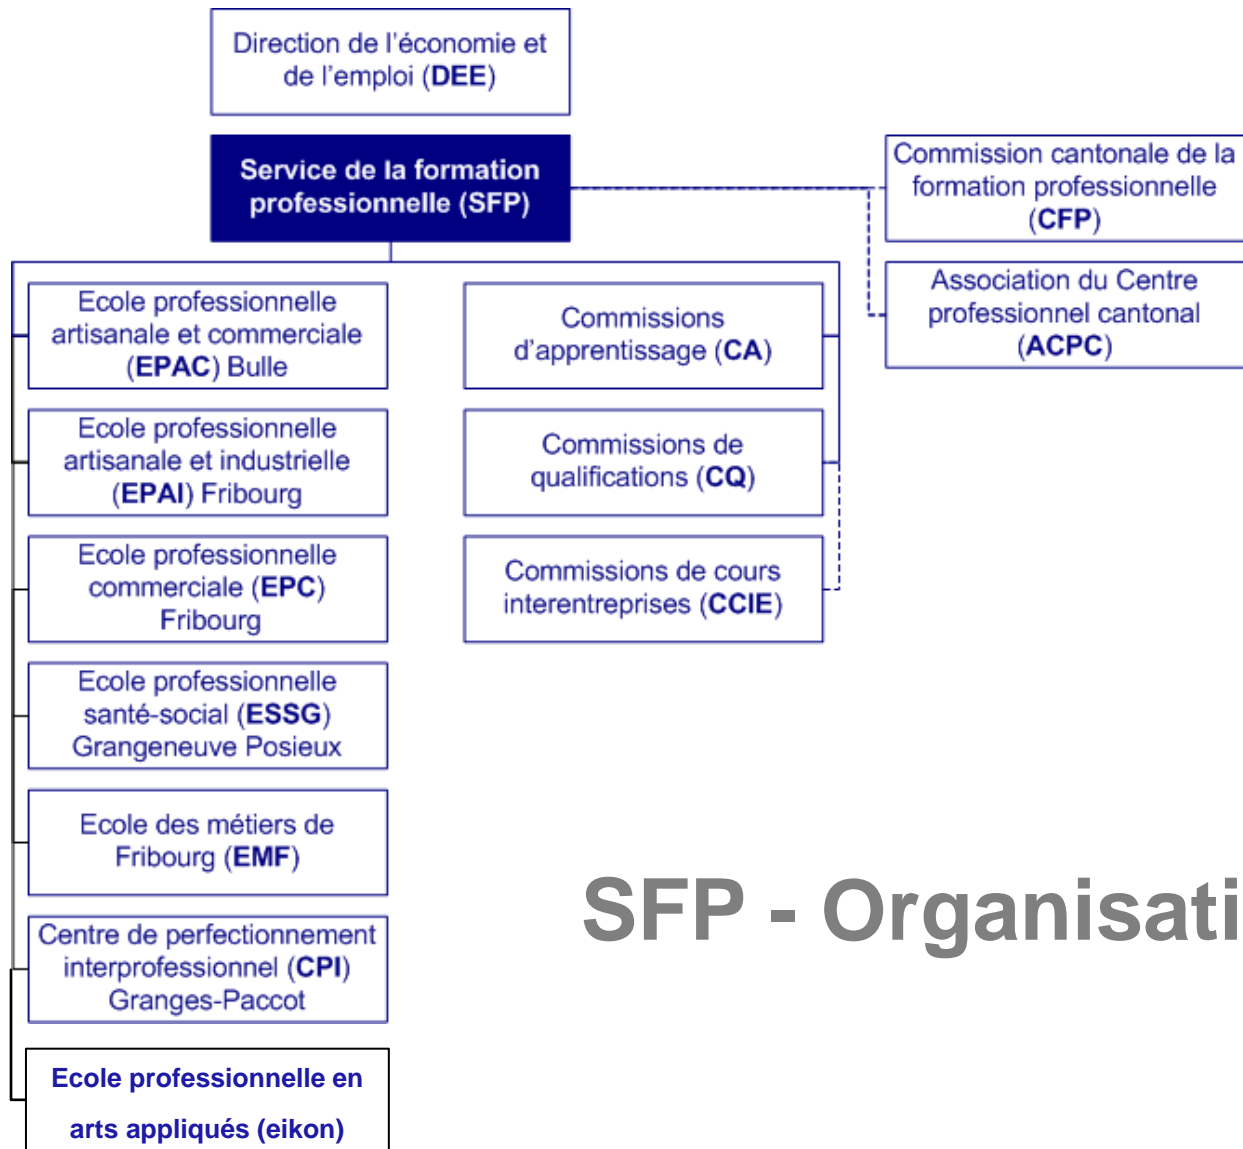 Direction de l'économie et
de l'emploi (DEE)
Service de la formation
professionnelle (SFP)
Commission cantonale de la
formation professionnelle
(CFP)
Association du Centre
professionnel cantonal
(ACPC)
Ecole professionnelle
artisanale et commerciale
(EPAC) Bulle
Ecole professionnelle
artisanale et industrielle
(EPAI) Fribourg
Ecole professionnelle
commerciale (EPC)
Fribourg
Ecole professionnelle
santé-social (ESSG)
Grangeneuve Posieux
Ecole des métiers de
Fribourg (EMF)
Centre de perfectionnement
interprofessionnel (CPI)
Granges-Paccot
Ecole professionnelle en
arts appliqués (eikon)
Commissions
d'apprentissage (CA)
Commissions de
qualifications (CQ)
Commissions de cours
interentreprises (CCIE)
SFP - Organisati